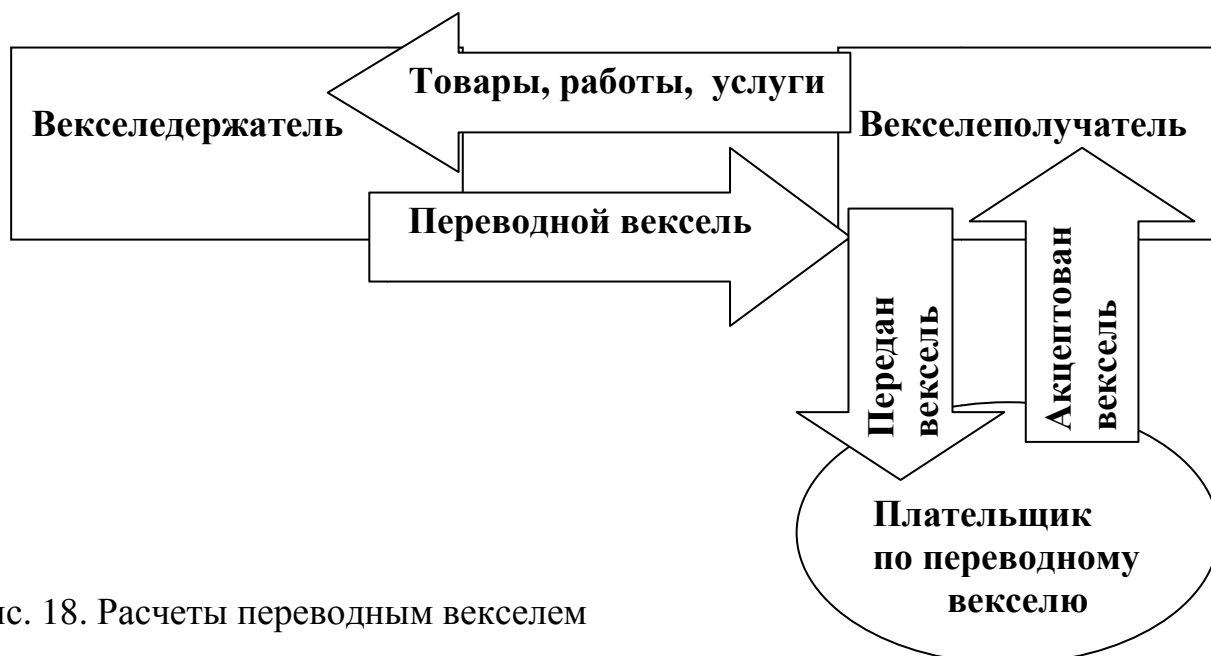 Товары, работы, услуги
Векселедержатель
Векселеполучатель
Переводной вексель
Передан
вексель
Акцептован
вексель
Плательщик
по переводному
векселю
ис. 18. Расчеты переводным векселем